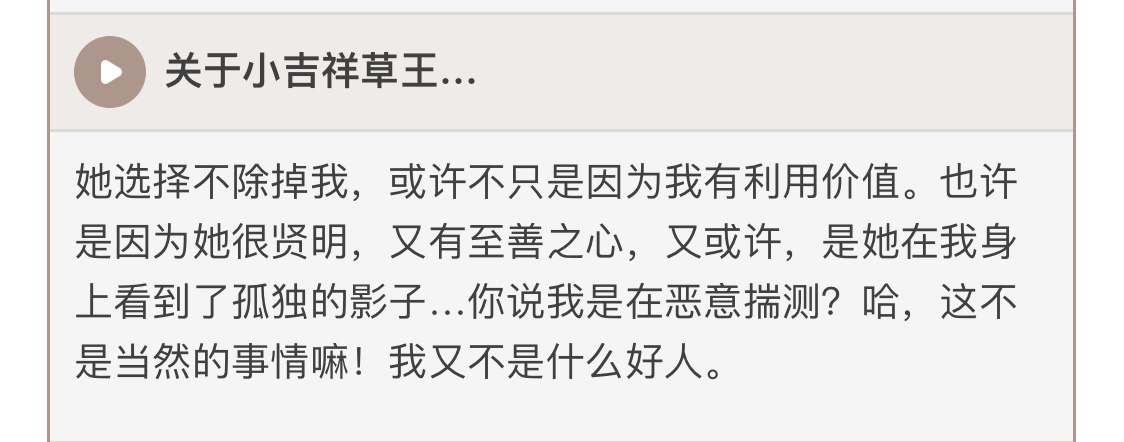 关于小吉祥草王…
她选择不除掉我，或许不只是因为我有利用价值。也许
是因为她很贤明，又有至善之心，又或许，是她在我身
上看到了孤独的影子…你说我是在恶意揣测？哈，这不
是当然的事情嘛！我又不是什么好人。